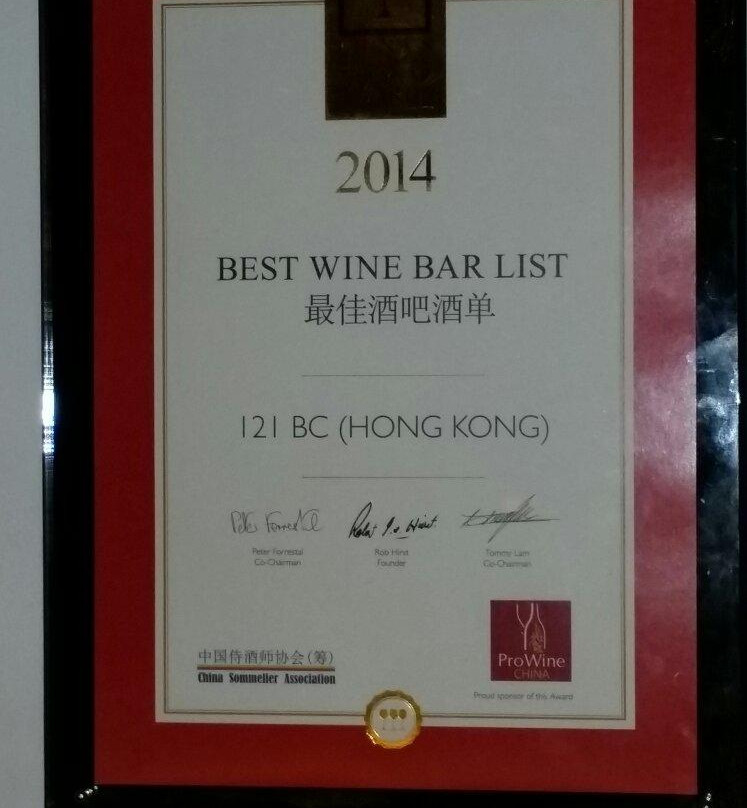 2014
BEST WINE BAR LIST
最佳酒吧酒单
121 BC (HONG KONG)
Peter Forrestal
Rob Hirst
Tommy Lam
Co-Chairman
Founder
Co-Chairman
中国侍酒师协会(筹)
China Sommelier Association
ProWine
CHINA
Proud sponsor of this Award